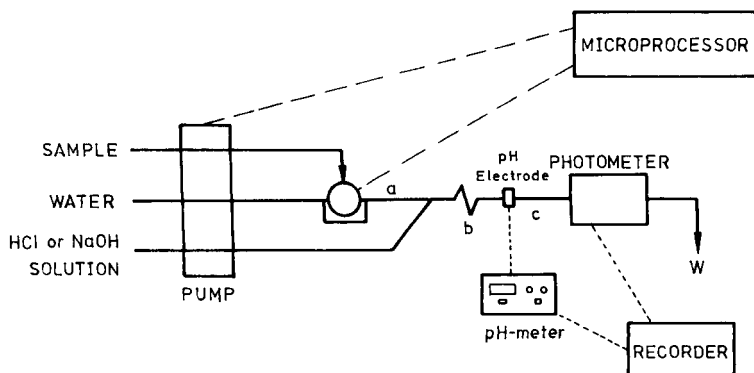 MICROPROCESSOR
SAMPLE
WATER
HCl or NaOH
SOLUTION
PUMP
a
b
pH
Electrode
c
PHOTOMETER
W
pH-meter
RECORDER